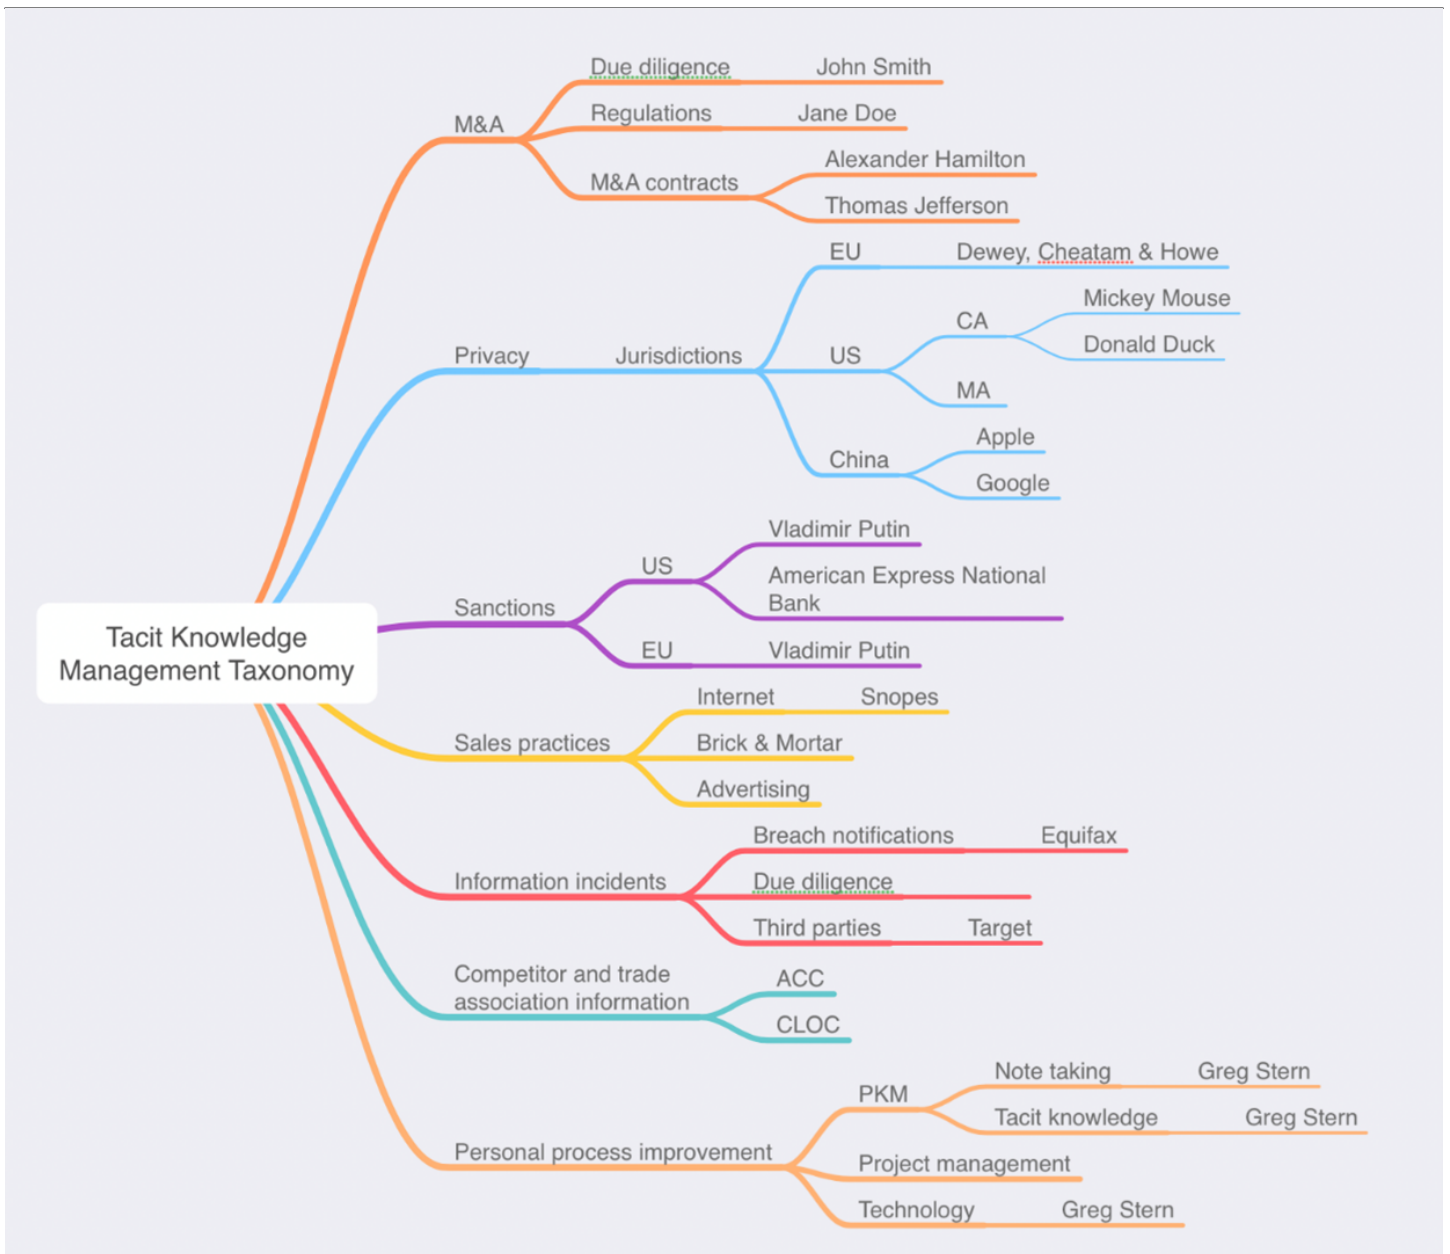 Due diligence
John Smith
Regulations
Jane Doe
M&A
Alexander Hamilton
M&A contracts
Thomas Jefferson
EU
Dewey, Cheatam & Howe
Mickey Mouse
CA
Donald Duck
Privacy
Jurisdictions
US
MA
Apple
China
Google
Vladimir Putin
US
American Express National
Bank
Sanctions
EU
Vladimir Putin
Tacit Knowledge
Management Taxonomy
Internet
Snopes
Sales practices
Brick & Mortar
Advertising
Breach notifications
Equifax
Information incidents
Due diligence
Third parties
Target
Competitor and trade
association information
ACC
CLOC
Note taking
Greg Stern
PKM
Tacit knowledge
Greg Stern
Personal process improvement
Project management
Technology
Greg Stern